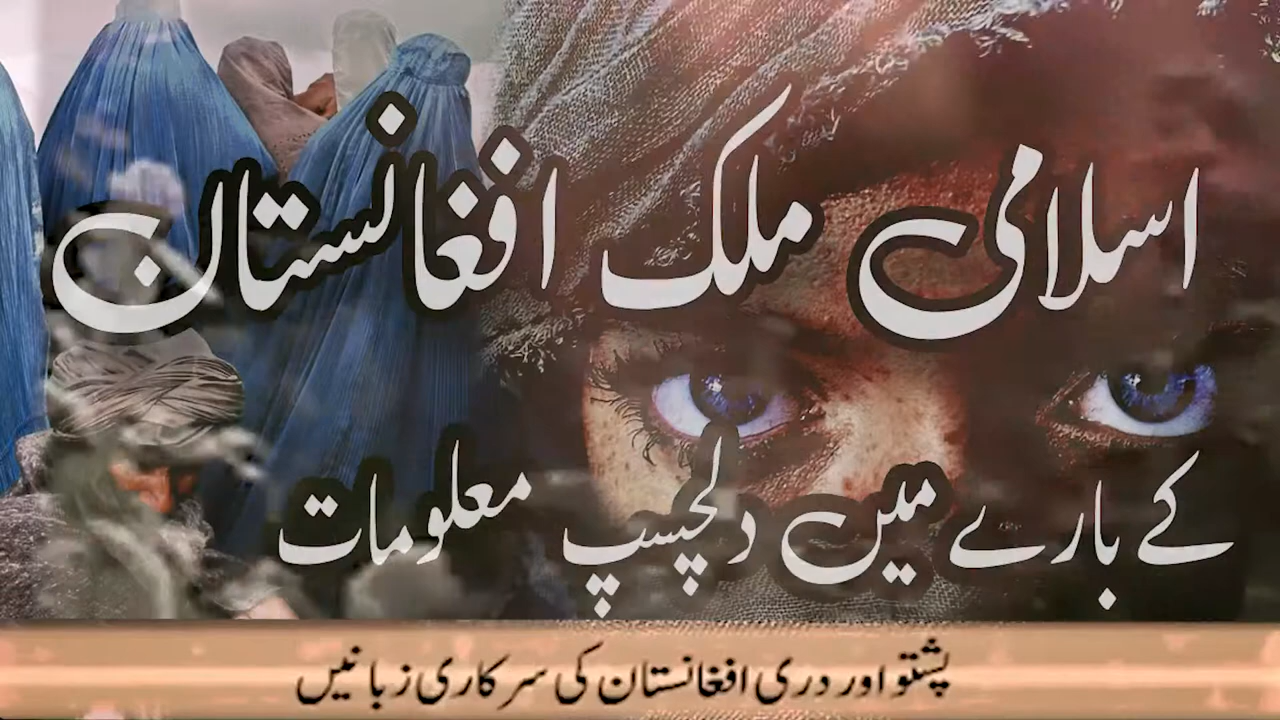 اسلامی ملک افغانستان
کے بارے میں دلچسپ معلومات
پشتو اور دری افغانستان کی سرکاری زبانیں